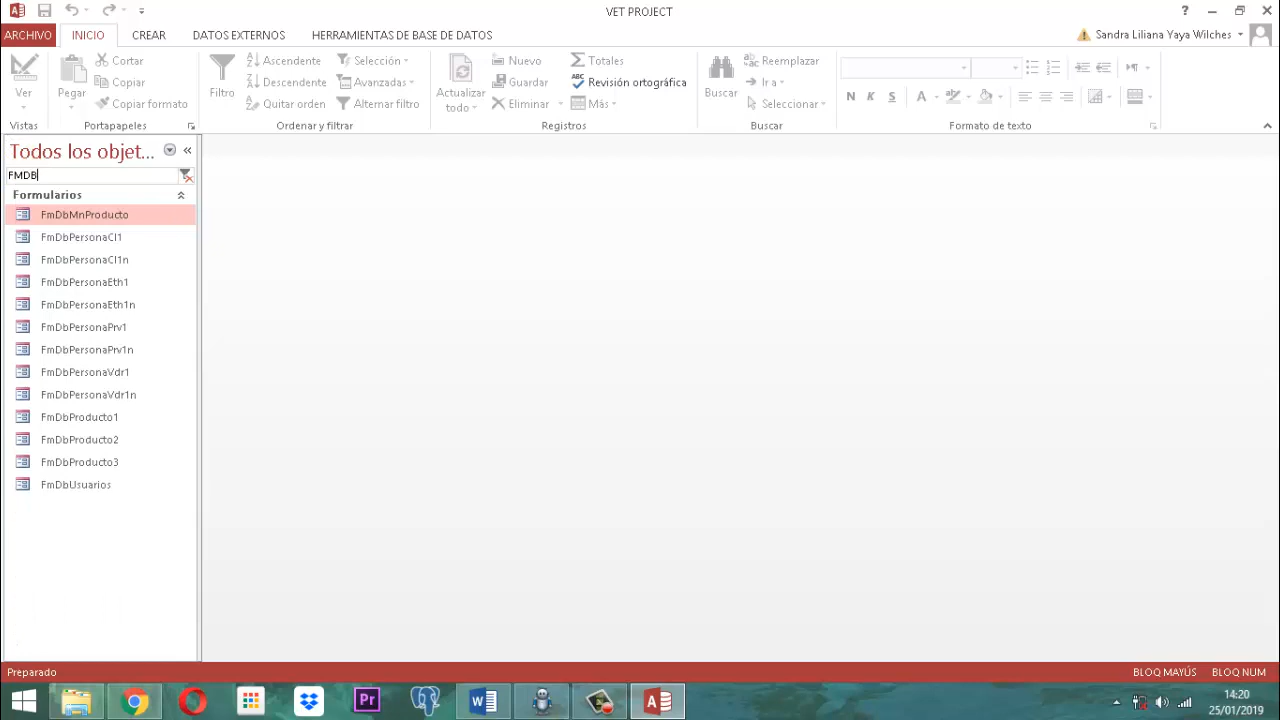 VET PROJECT
ARCHIVO INICIO CREAR DATOS EXTERNOS HERRAMIENTAS DE BASE DE DATOS
Sandra Liliana Yaya Wilches
Ver
Vistas
Pegar
Cortar
Copiar
Copiar formato
Portapapeles
Filtro
Ascendente
Descendente
Quitar
Selección
Avanzadas
filtro
Ordenar y filtrar
Actualizar
todo
Nuevo
Guardar
Eliminar
Totales
Revisión ortográfica
Más
Registros
Buscar
Reemplazar
Ir a
Seleccionar
Buscar
N K S A
Formato de texto
Todos los objet...
FMDB
Formularios
FmDbMnProducto
FmDbPersonaCl1
FmDbPersonaCl1n
FmDbPersonaEth1
FmDbPersonaEth1n
FmDbPersonaPrv1
FmDbPersonaPrv1n
FmDbPersonaVdr1
FmDbPersonaVdr1n
FmDbProducto1
FmDbProducto2
FmDbProducto3
FmDbUsuarios
Preparado
BLOQ MAYÚS BLOQ NUM
Pr
14:20
25/01/2019